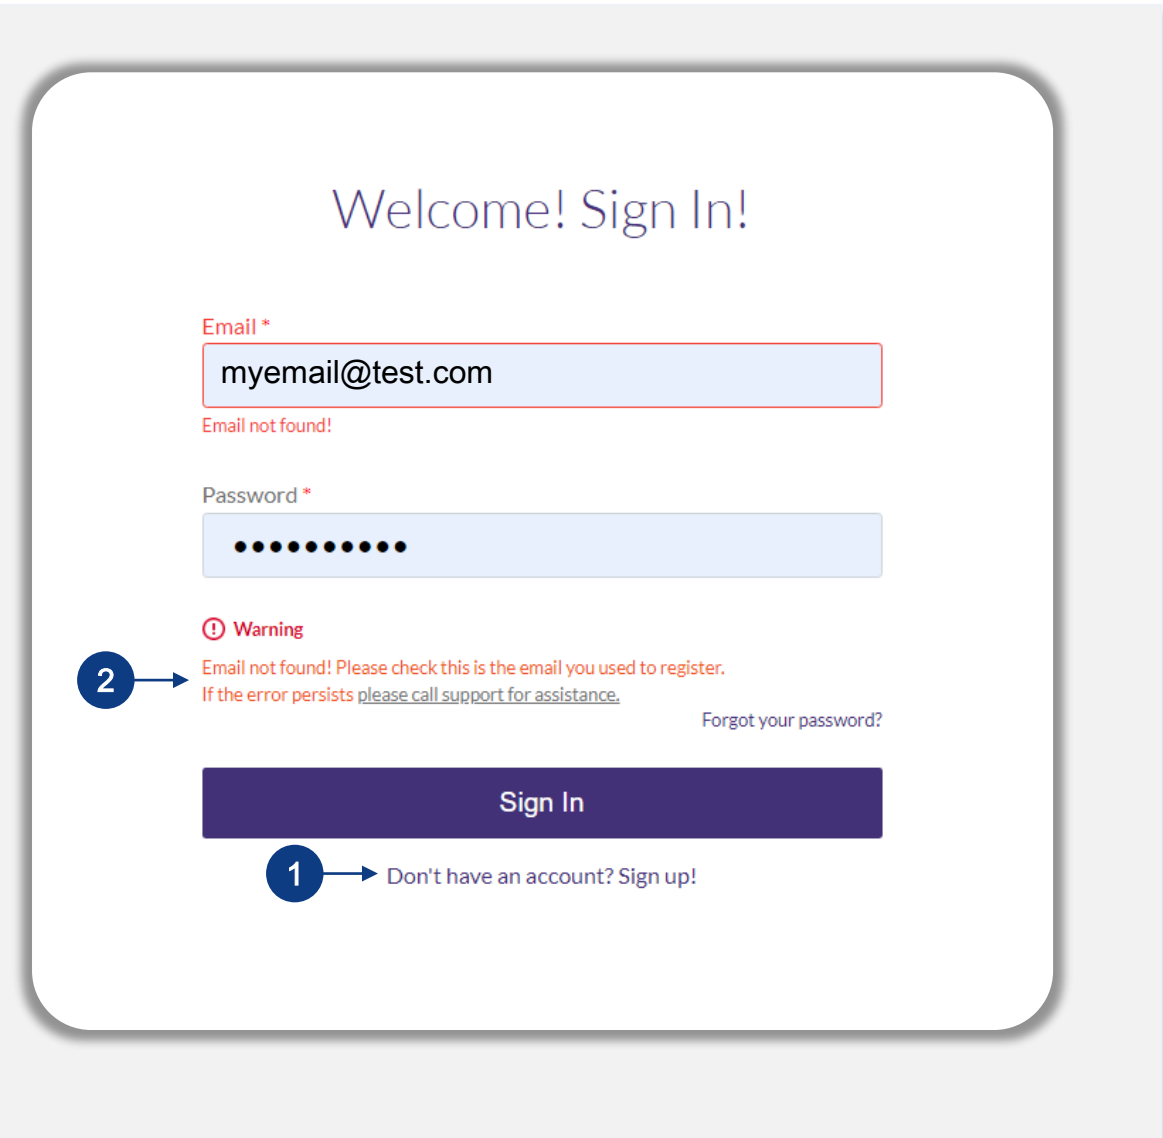 Welcome! Sign In!
Email *
myemail@test.com
Email not found!
Password *
••••••••••
Warning
Email not found! Please check this is the email you used to register.
2
If the error persists please call support for assistance.
Forgot your password?
Sign In
1
Don't have an account? Sign up!